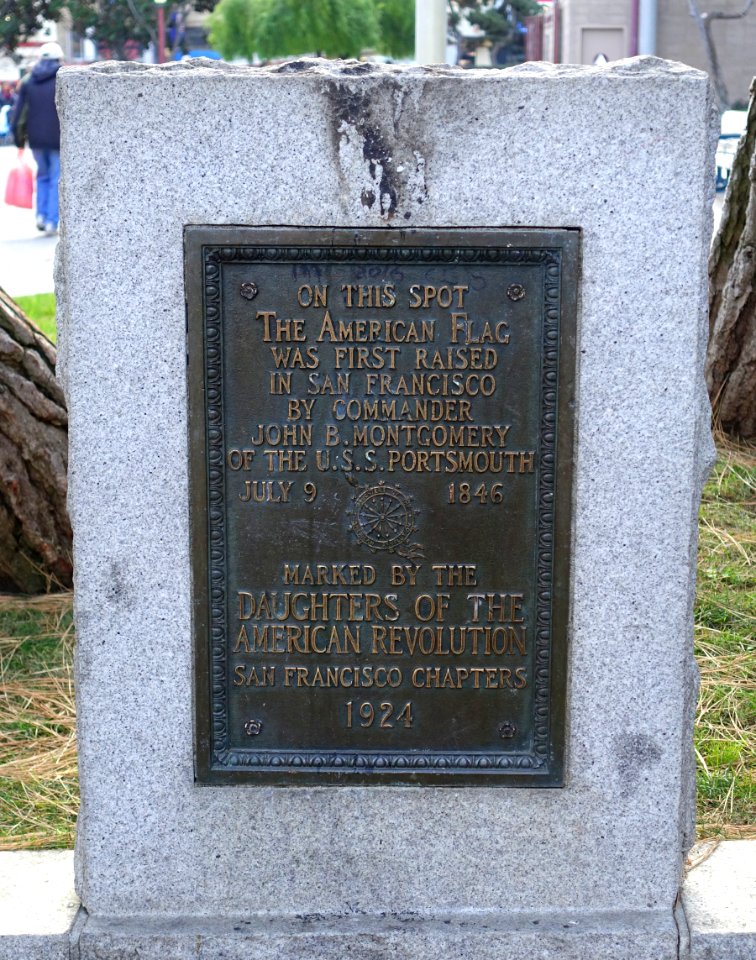 ON THIS SPOT
THE AMERICAN FLAG
WAS FIRST RAISED
IN SAN FRANCISCO
BY COMMANDER
JOHN B. MONTGOMERY
OF THE U.S.S. PORTSMOUTH
JULY 9 1846
MARKED BY THE
DAUGHTERS OF THE
AMERICAN REVOLUTION
SAN FRANCISCO CHAPTERS
1924